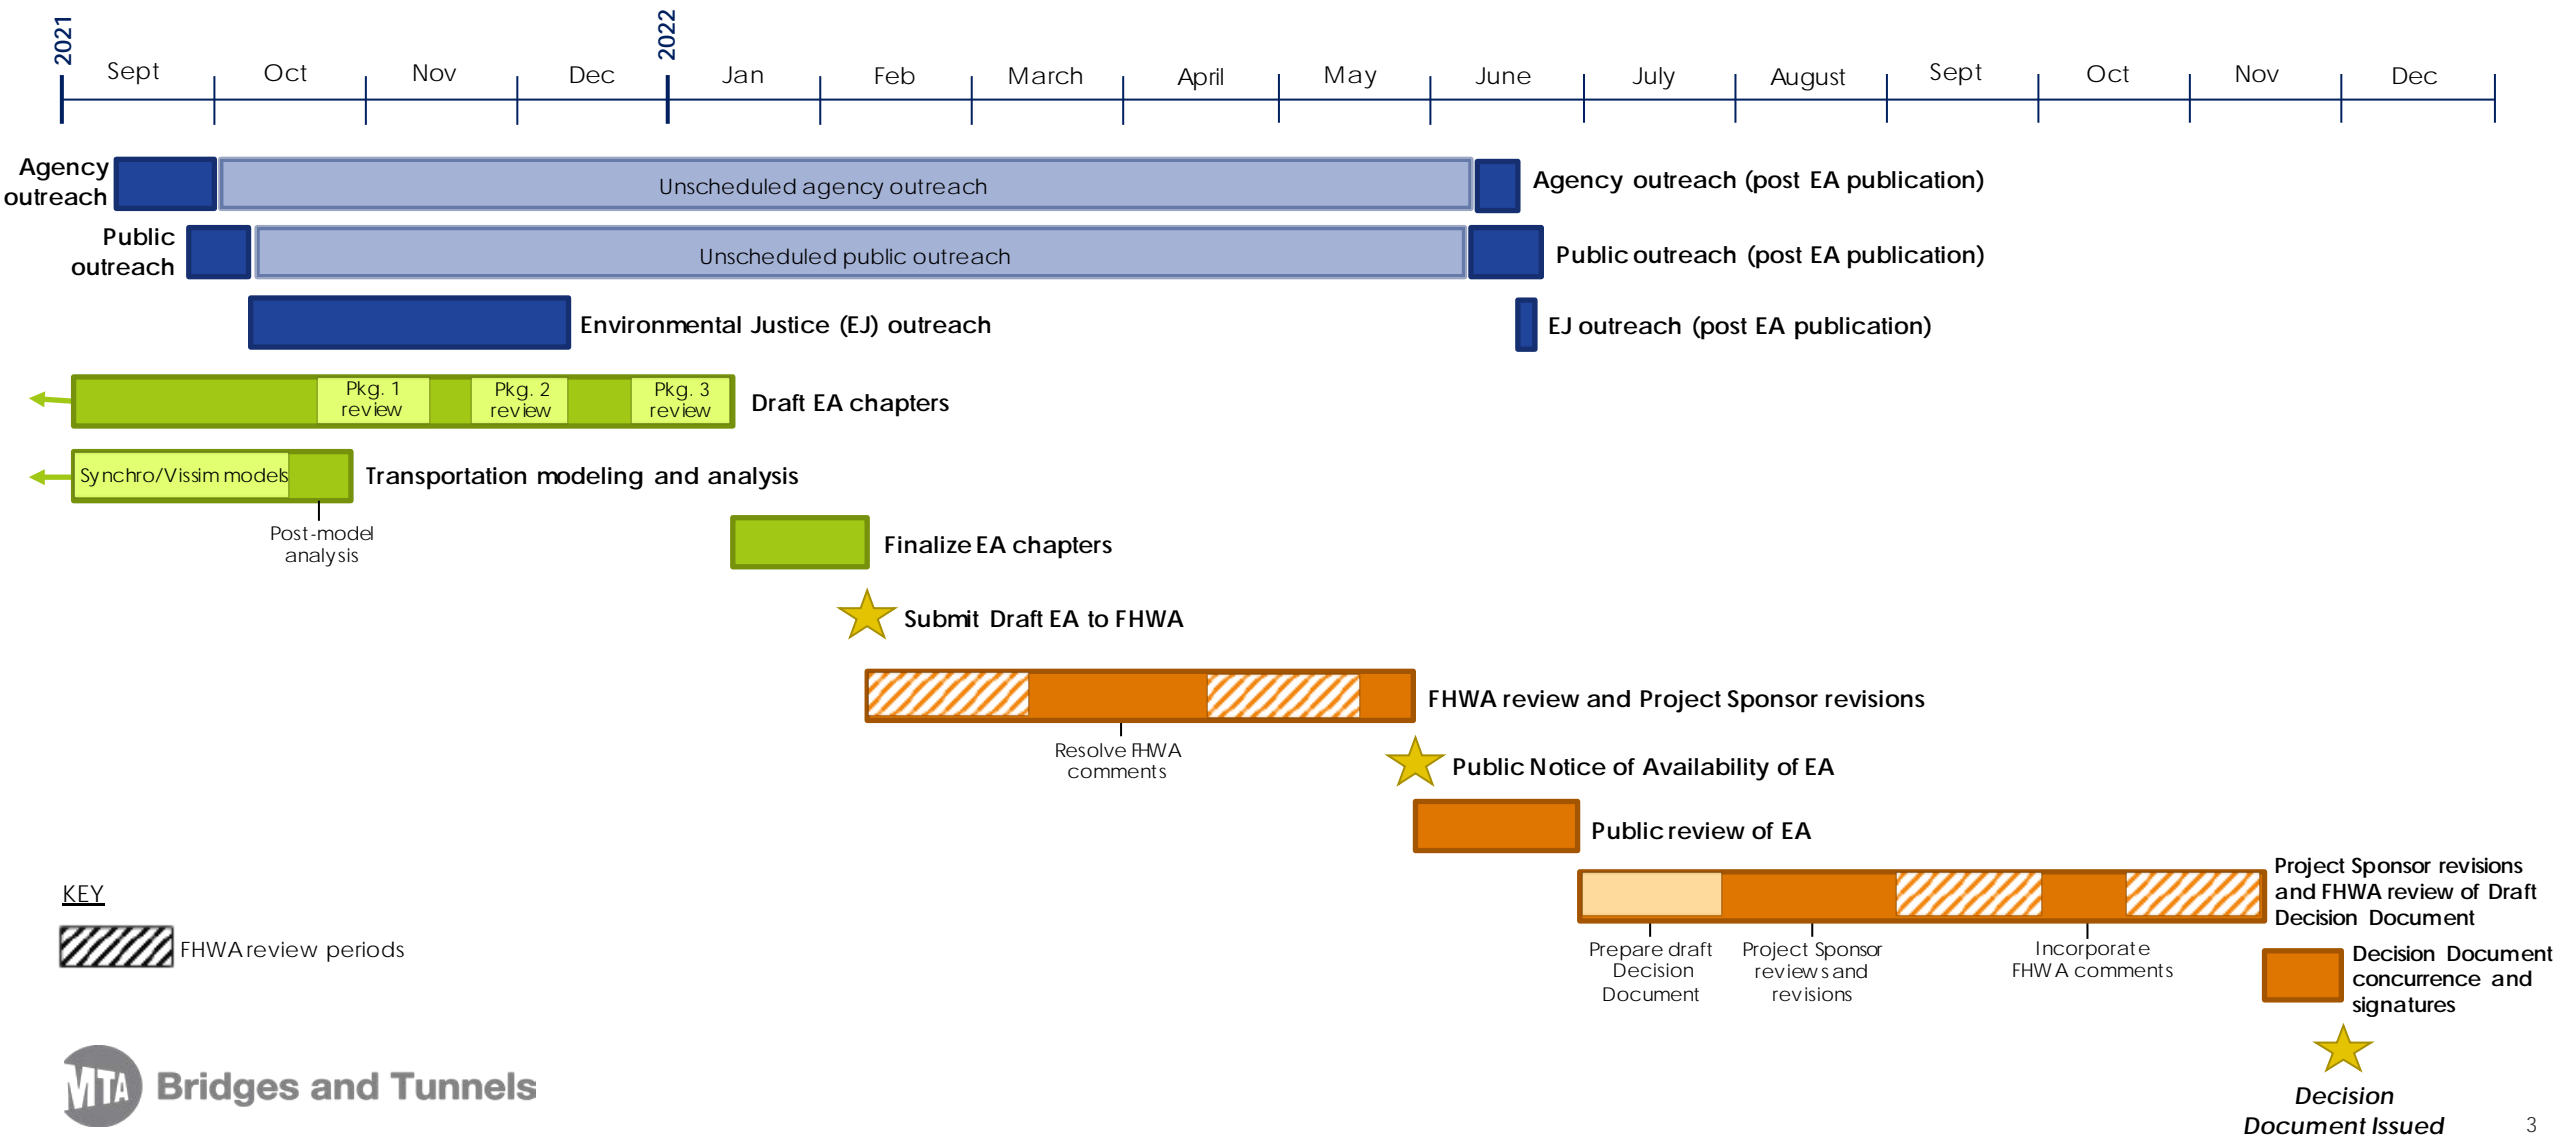 2021
2022
Sept Oct Nov Dec Jan Feb March April May June July August Sept Oct Nov Dec
Agency
outreach
Unscheduled agency outreach
Agency outreach (post EA publication)
Public
outreach
Unscheduled public outreach
Public outreach (post EA publication)
Environmental Justice (EJ) outreach
EJ outreach (post EA publication)
Pkg. 1
review
Pkg. 2
review
Pkg. 3
review
Draft EA chapters
Synchro/Vissim models
Transportation modeling and analysis
Post-model
analysis
Finalize EA chapters
Submit Draft EA to FHWA
FHWA review and Project Sponsor revisions
Resolve FHWA
comments
Public Notice of Availability of EA
Public review of EA
Project Sponsor revisions
and FHWA review of Draft
Decision Document
Prepare draft
Decision
Document
Project Sponsor
reviews and
revisions
Incorporate
FHWA comments
Decision Document
concurrence and
signatures
Decision
Document Issued
KEY
FHWA review periods
MTA Bridges and Tunnels
3